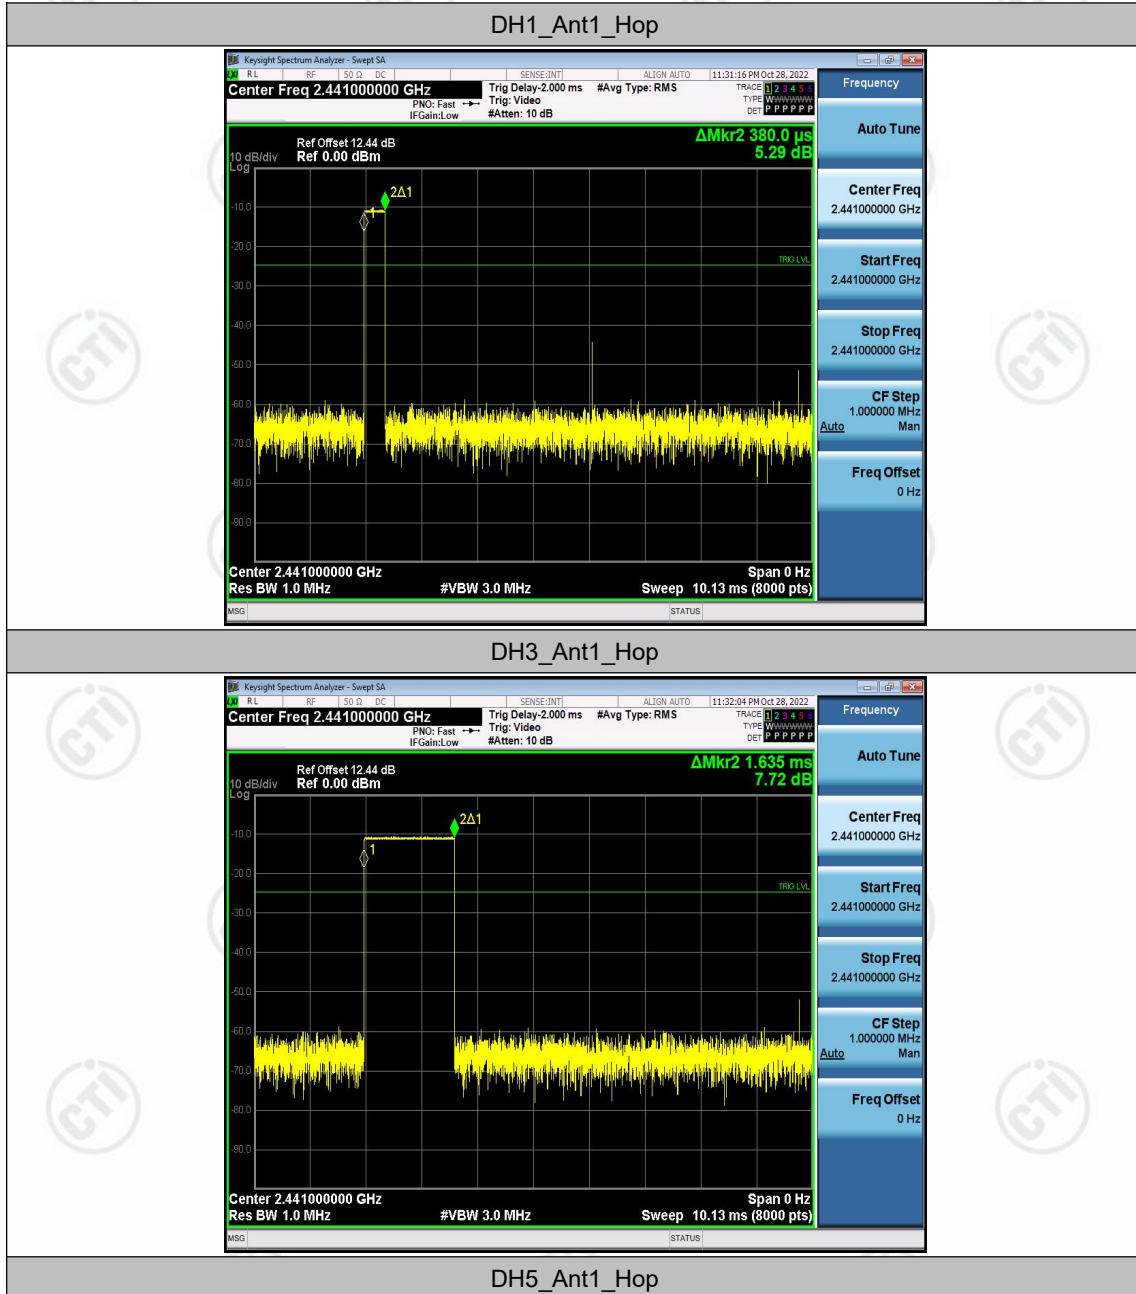 DH1_Ant1_Hop
Keysight Spectrum Analyzer - Swept SA
RL RF 50 Ω DC SENSE:INT ALIGN AUTO 11:31:16 PM Oct 28, 2022
Center Freq 2.441000000 GHz
PNO: Fast
IFGain:Low
Trig Delay-2.000 ms
Trig: Video
#Atten: 10 dB
#Avg Type: RMS
TRACE 1 2 3 4 5 6
TYPE WWWWWW
DET P P P P P P
Frequency
Auto Tune
Center Freq
2.441000000 GHz
Start Freq
2.441000000 GHz
Stop Freq
2.441000000 GHz
CF Step
1.000000 MHz
Auto Man
Freq Offset
0 Hz
ΔMkr2 380.0 µs
5.29 dB
Ref Offset 12.44 dB
10 dB/div Ref 0.00 dBm
Log
2Δ1
1
-10.0
-20.0
TRIG LVL
-30.0
-40.0
-50.0
-60.0
-70.0
-80.0
-90.0
Center 2.441000000 GHz Span 0 Hz
Res BW 1.0 MHz #VBW 3.0 MHz Sweep 10.13 ms (8000 pts)
MSG STATUS
CTI
CTI
DH3_Ant1_Hop
Keysight Spectrum Analyzer - Swept SA
RL RF 50 Ω DC SENSE:INT ALIGN AUTO 11:32:04 PM Oct 28, 2022
Center Freq 2.441000000 GHz
PNO: Fast
IFGain:Low
Trig Delay-2.000 ms
Trig: Video
#Atten: 10 dB
#Avg Type: RMS
TRACE 1 2 3 4 5 6
TYPE WWWWWW
DET P P P P P P
Frequency
Auto Tune
Center Freq
2.441000000 GHz
Start Freq
2.441000000 GHz
Stop Freq
2.441000000 GHz
CF Step
1.000000 MHz
Auto Man
Freq Offset
0 Hz
ΔMkr2 1.635 ms
7.72 dB
Ref Offset 12.44 dB
10 dB/div Ref 0.00 dBm
Log
2Δ1
1
-10.0
-20.0
TRIG LVL
-30.0
-40.0
-50.0
-60.0
-70.0
-80.0
-90.0
Center 2.441000000 GHz Span 0 Hz
Res BW 1.0 MHz #VBW 3.0 MHz Sweep 10.13 ms (8000 pts)
MSG STATUS
CTI
CTI
CTI
CTI
DH5_Ant1_Hop